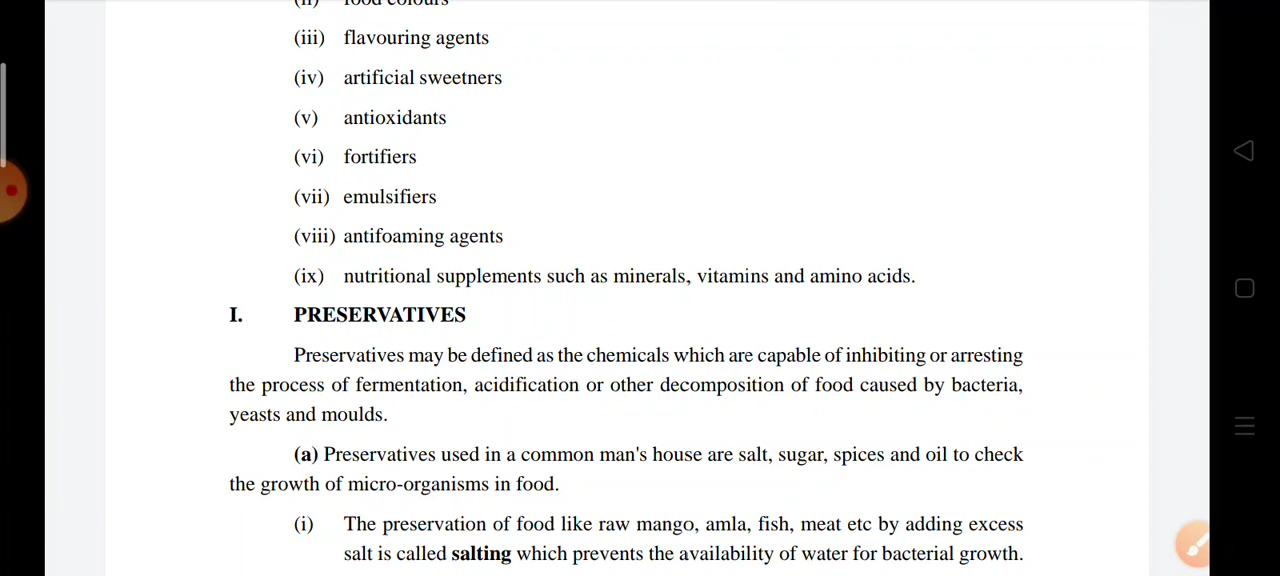 (ii) food colours
(iii) flavouring agents
(iv) artificial sweetners
(v) antioxidants
(vi) fortifiers
(vii) emulsifiers
(viii) antifoaming agents
(ix) nutritional supplements such as minerals, vitamins and amino acids.
I. PRESERVATIVES
Preservatives may be defined as the chemicals which are capable of inhibiting or arresting
the process of fermentation, acidification or other decomposition of food caused by bacteria,
yeasts and moulds.
(a) Preservatives used in a common man's house are salt, sugar, spices and oil to check
the growth of micro-organisms in food.
(i) The preservation of food like raw mango, amla, fish, meat etc by adding excess
salt is called salting which prevents the availability of water for bacterial growth.